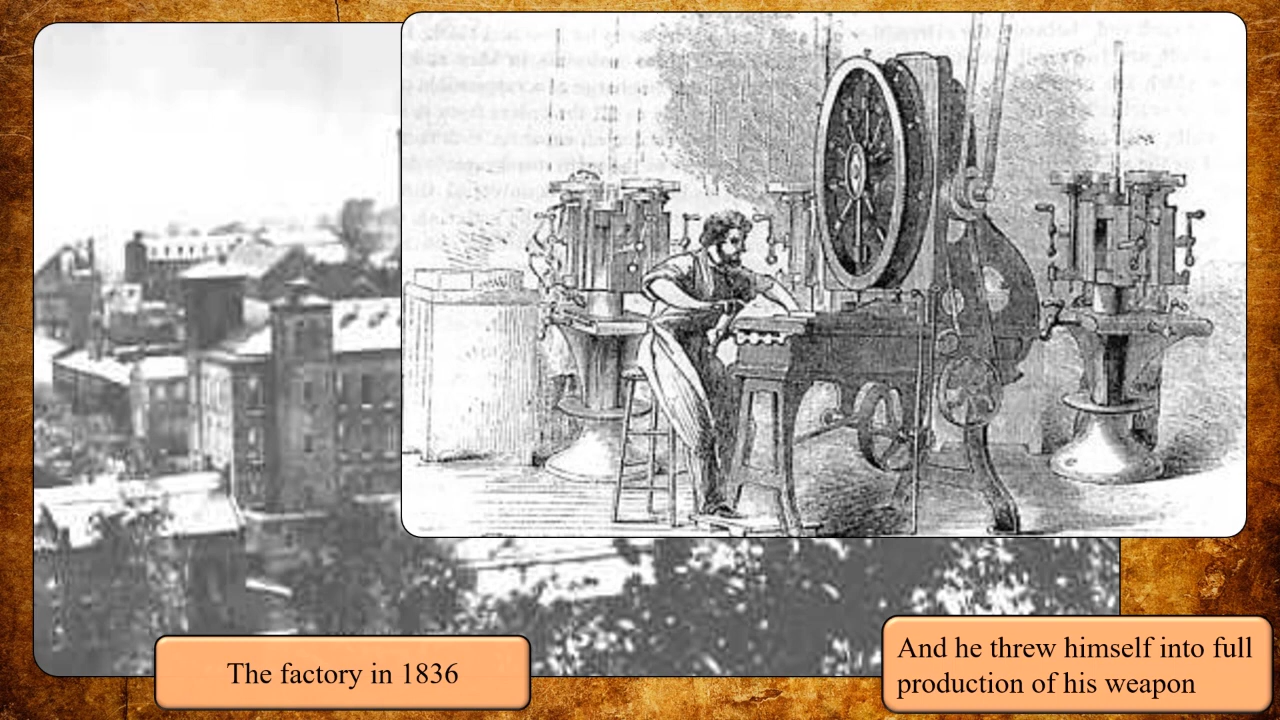 The factory in 1836
And he threw himself into full
production of his weapon